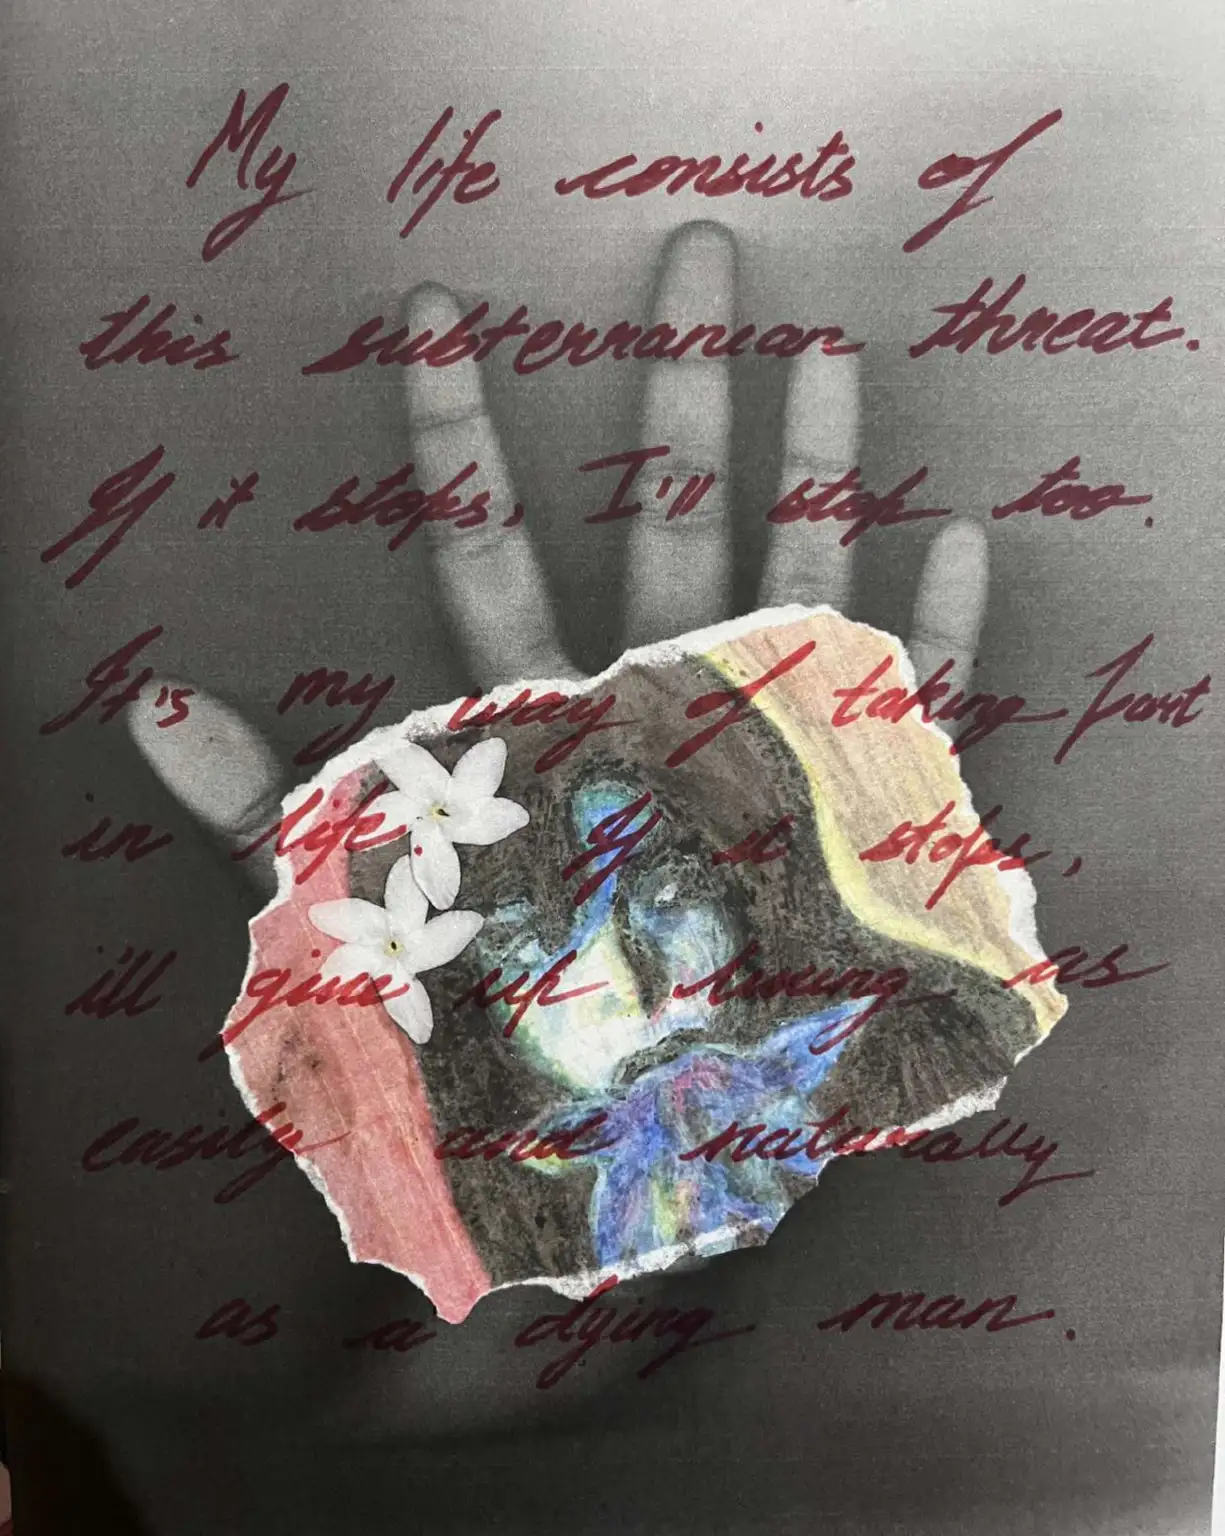 My life consists of
this subterranean threat.
If it stops, I'll stop too.
It's my way of taking part
in life If it stops,
ill give up living as
easily and naturally
as a dying man.